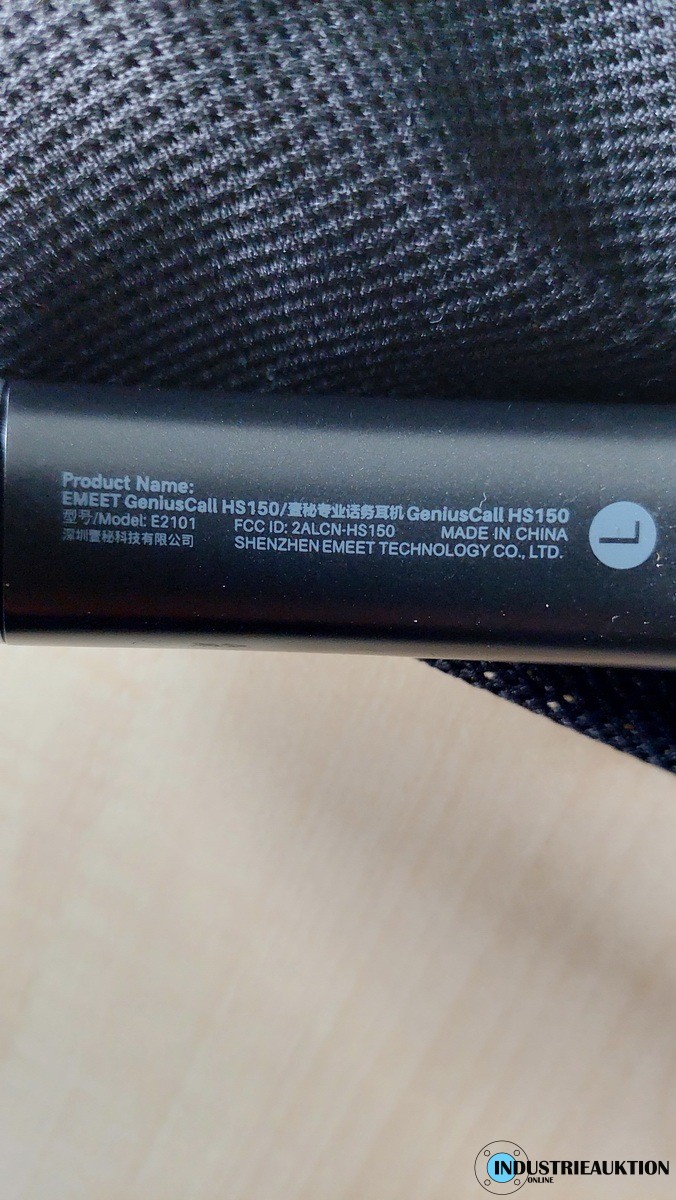 Product Name:
EMEET GeniusCall HS150/壹秘专业话务耳机 GeniusCall HS150
型号/Model: E2101 FCC ID: 2ALCN-HS150 MADE IN CHINA
深圳壹秘科技有限公司 SHENZHEN EMEET TECHNOLOGY CO., LTD.
L
INDUSTRIEAUKTION
ONLINE